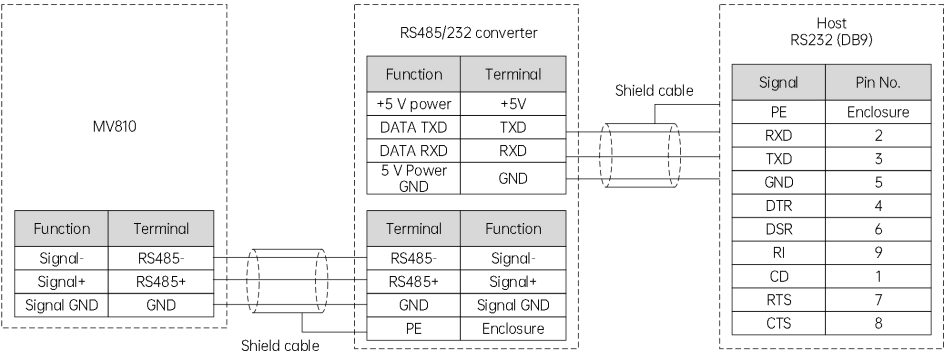 MV810
Function Terminal
Signal- RS485-
Signal+ RS485+
Signal GND GND
Shield cable
RS485/232 converter
Function Terminal
+5 V power +5V
DATA TXD TXD
DATA RXD RXD
5 V Power
GND
GND
Terminal Function
RS485- Signal-
RS485+ Signal+
GND Signal GND
PE Enclosure
Shield cable
Host
RS232 (DB9)
Signal Pin No.
PE Enclosure
RXD 2
TXD 3
GND 5
DTR 4
DSR 6
RI 9
CD 1
RTS 7
CTS 8